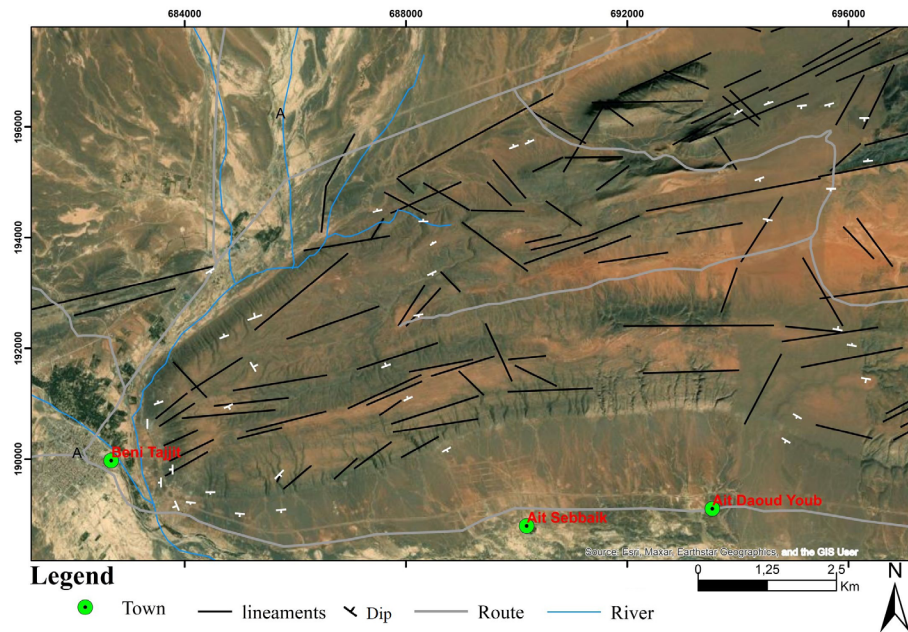 684000 688000 692000 696000
196000
194000
192000
190000
A
A
Beni Tajjit
Ait Sebbaik
Ait Daoud Youb
Source: Esri, Maxar, Earthstar Geographics, and the GIS User
Legend
Town lineaments Dip Route River
0 1,25 2,5
Km
N